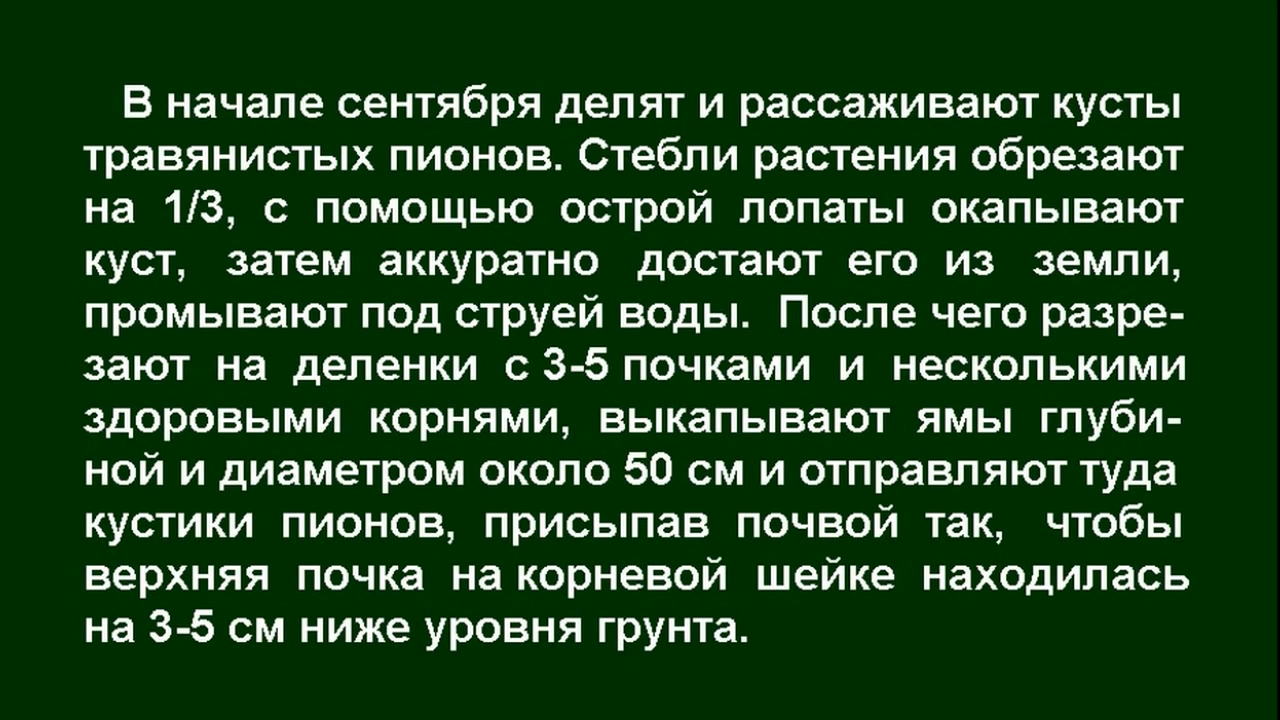 В начале сентября делят и рассаживают кусты
травянистых пионов. Стебли растения обрезают
на 1/3, с помощью острой лопаты окапывают
куст, затем аккуратно достают его из земли,
промывают под струей воды. После чего разре-
зают на деленки с 3-5 почками и несколькими
здоровыми корнями, выкапывают ямы глуби-
ной и диаметром около 50 см и отправляют туда
кустики пионов, присыпав почвой так, чтобы
верхняя почка на корневой шейке находилась
на 3-5 см ниже уровня грунта.